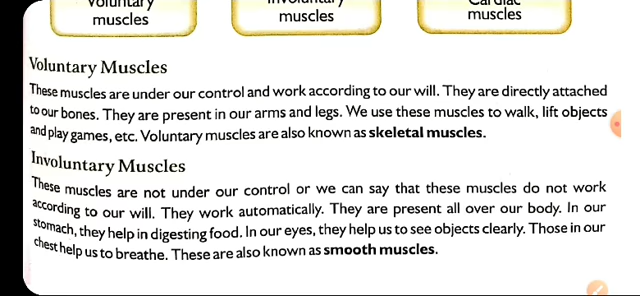 Voluntary
muscles
Involuntary
muscles
Cardiac
muscles
Voluntary Muscles
These muscles are under our control and work according to our will. They are directly attached
to our bones. They are present in our arms and legs. We use these muscles to walk, lift objects
and play games, etc. Voluntary muscles are also known as skeletal muscles.
Involuntary Muscles
These muscles are not under our control or we can say that these muscles do not work
according to our will. They work automatically. They are present all over our body. In our
stomach, they help in digesting food. In our eyes, they help us to see objects clearly. Those in our
chest help us to breathe. These are also known as smooth muscles.